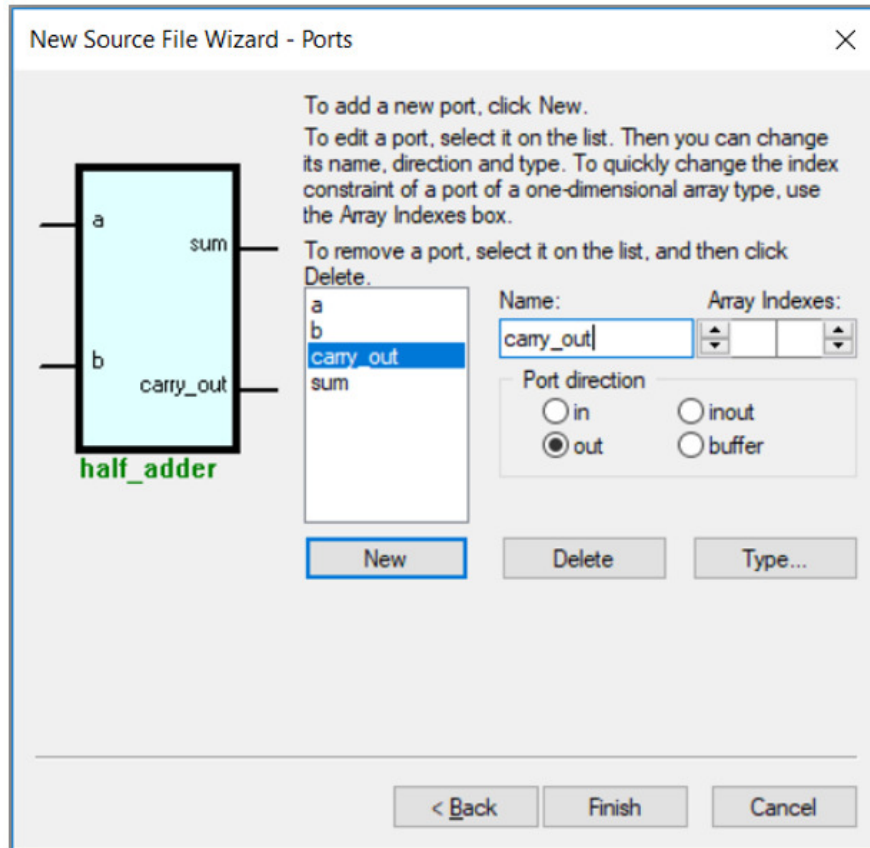 New Source File Wizard - Ports
To add a new port, click New.
To edit a port, select it on the list. Then you can change
its name, direction and type. To quickly change the index
constraint of a port of a one-dimensional array type, use
the Array Indexes box.
To remove a port, select it on the list, and then click
Delete.
a
sum
b
carry_out
half_adder
a
b
carry_out
sum
Name:
Array Indexes:
carry_out
Port direction
in
inout
out
buffer
New
Delete
Type...
< Back
Finish
Cancel